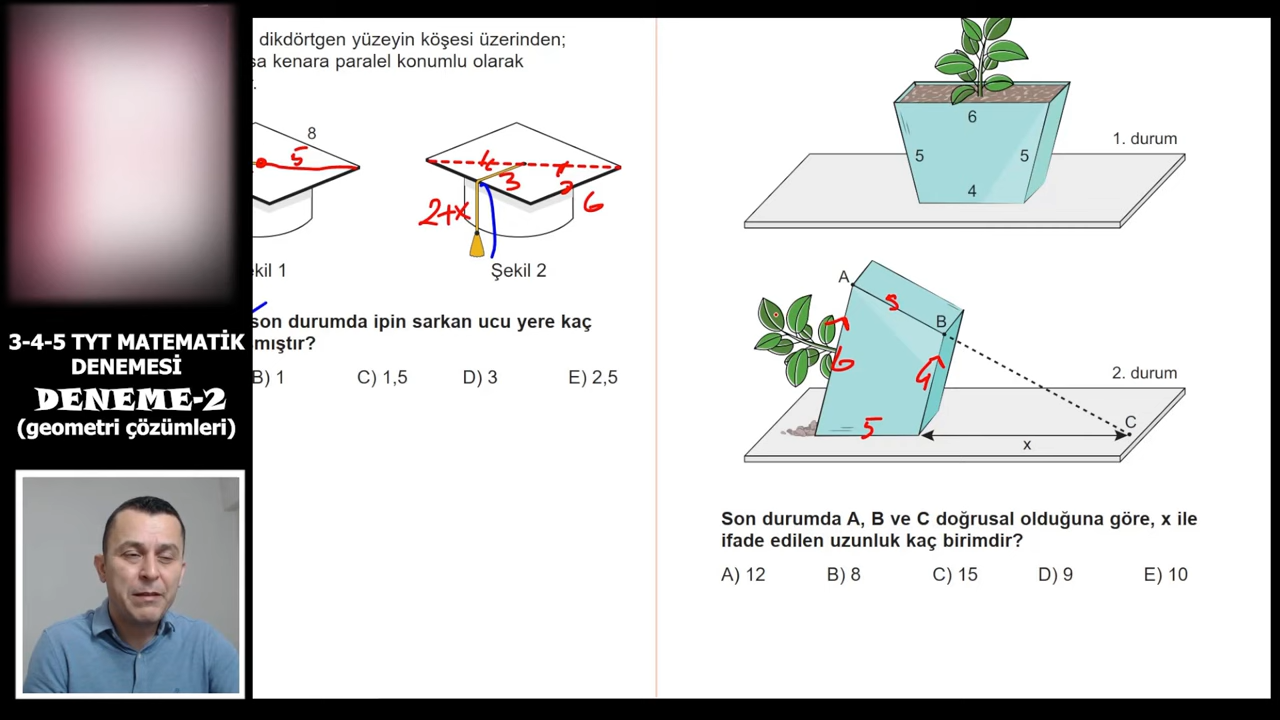 dikdörtgen yüzeyin köşesi üzerinden;
sa kenara paralel konumlu olarak
8
5
4
3
6
2+x
ekil 1
Şekil 2
son durumda ipin sarkan ucu yere kaç
mıştır?
B) 1
C) 1,5
D) 3
E) 2,5
3-4-5 TYT MATEMATİK
DENEMESİ
DENEME-2
(geometri çözümleri)
6
5
5
4
1. durum
A
B
C
6
4
5
x
2. durum
Son durumda A, B ve C doğrusal olduğuna göre, x ile
ifade edilen uzunluk kaç birimdir?
A) 12
B) 8
C) 15
D) 9
E) 10